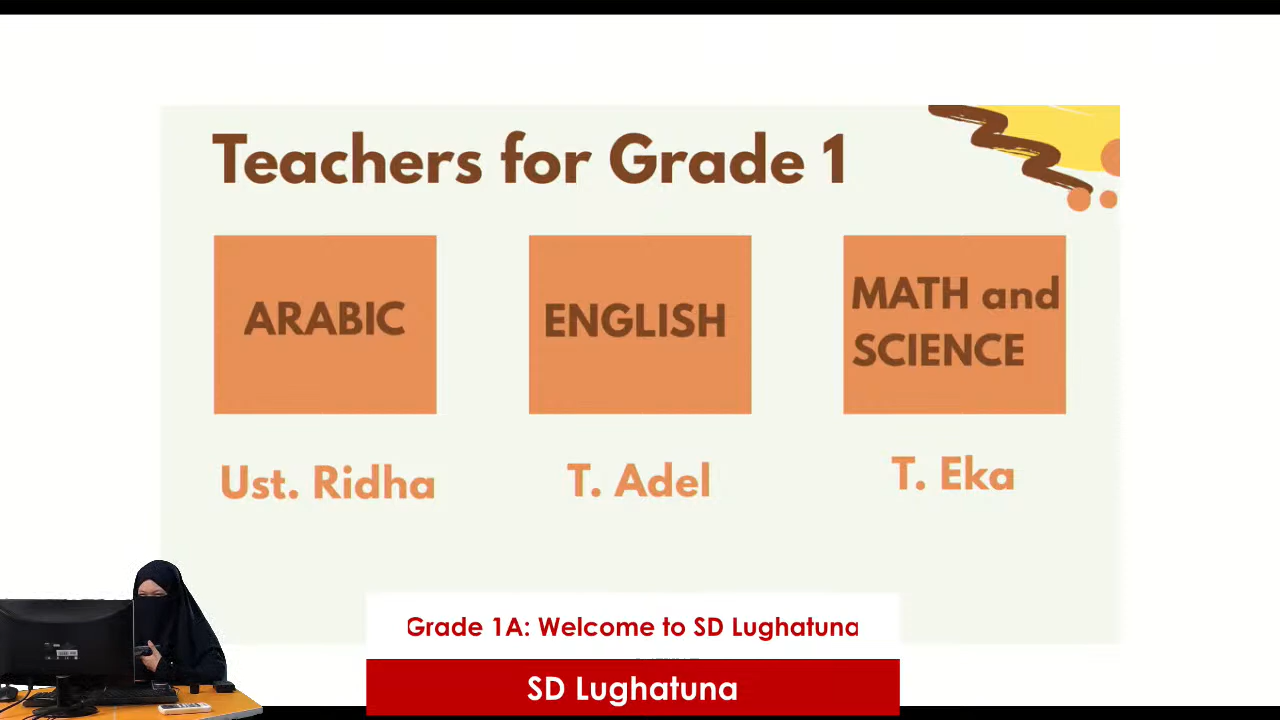 Teachers for Grade 1
ARABIC
ENGLISH
MATH and
SCIENCE
Ust. Ridha
T. Adel
T. Eka
Grade 1A: Welcome to SD Lughatuna
SD Lughatuna